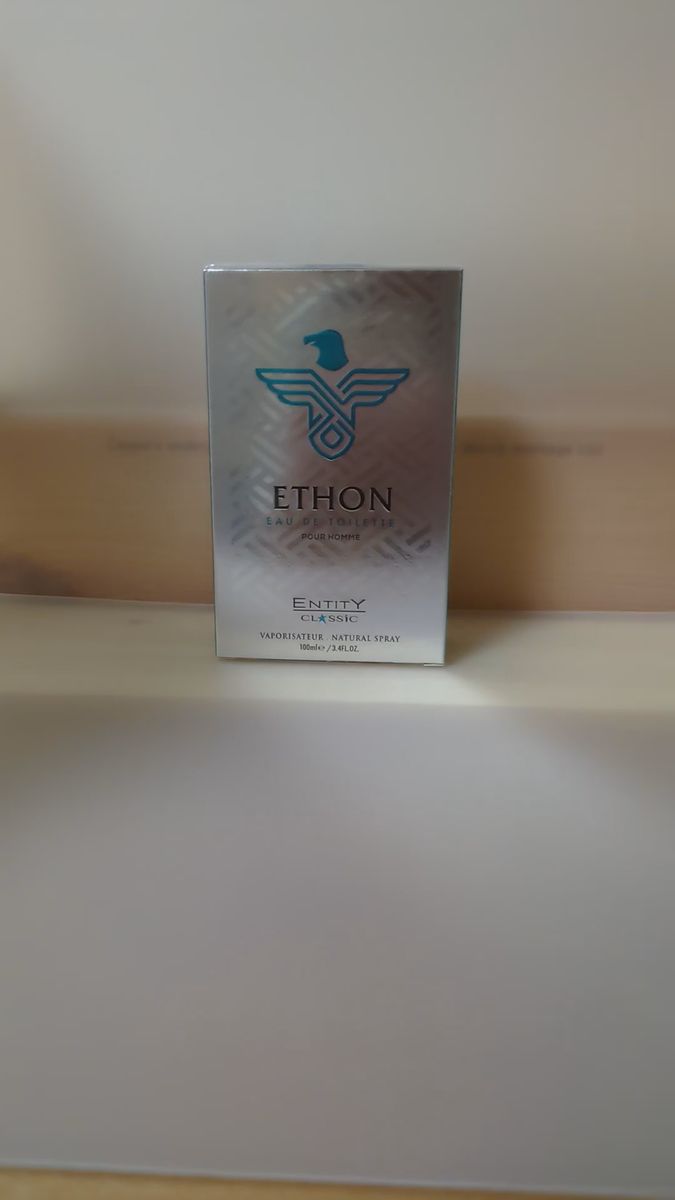 ETHON
EAU DE TOILETTE
POUR HOMME
ENTITY
CLASSIC
VAPORISATEUR . NATURAL SPRAY
100ml℮ / 3.4FL.OZ.